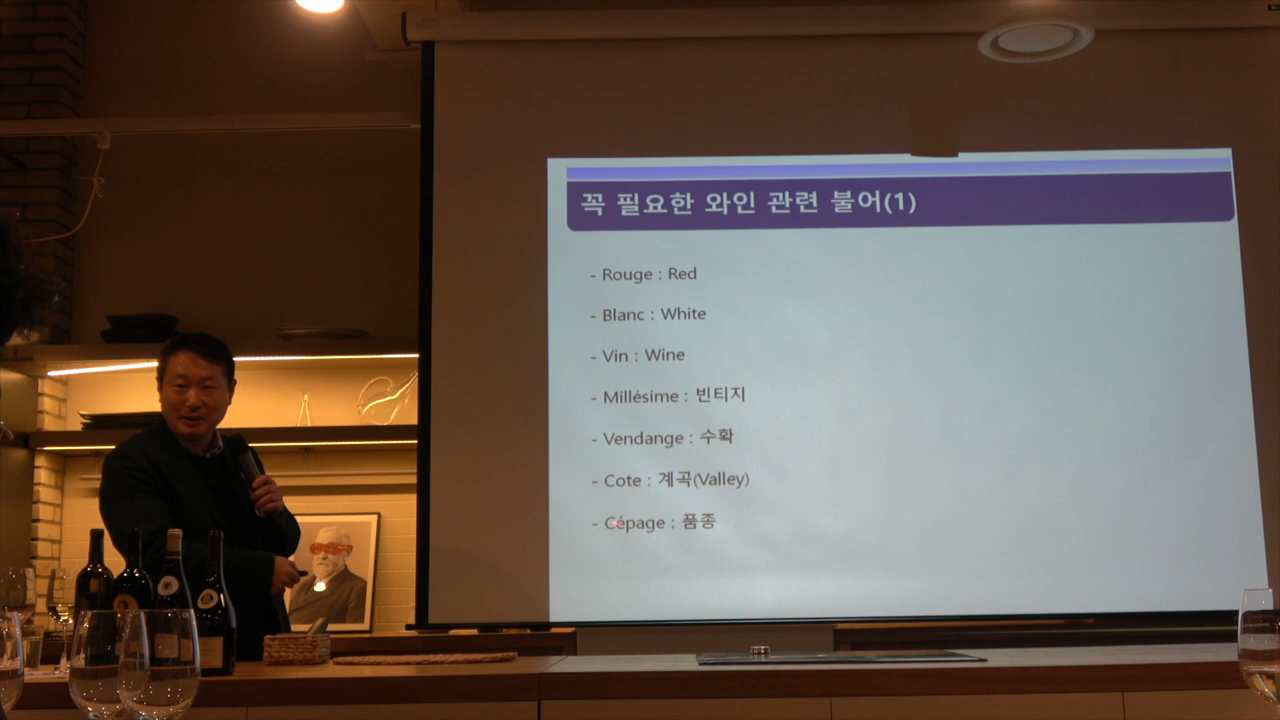 꼭 필요한 와인 관련 불어(1)
- Rouge : Red
- Blanc : White
- Vin : Wine
- Millésime : 빈티지
- Vendange : 수확
- Cote : 계곡(Valley)
- Cépage : 품종